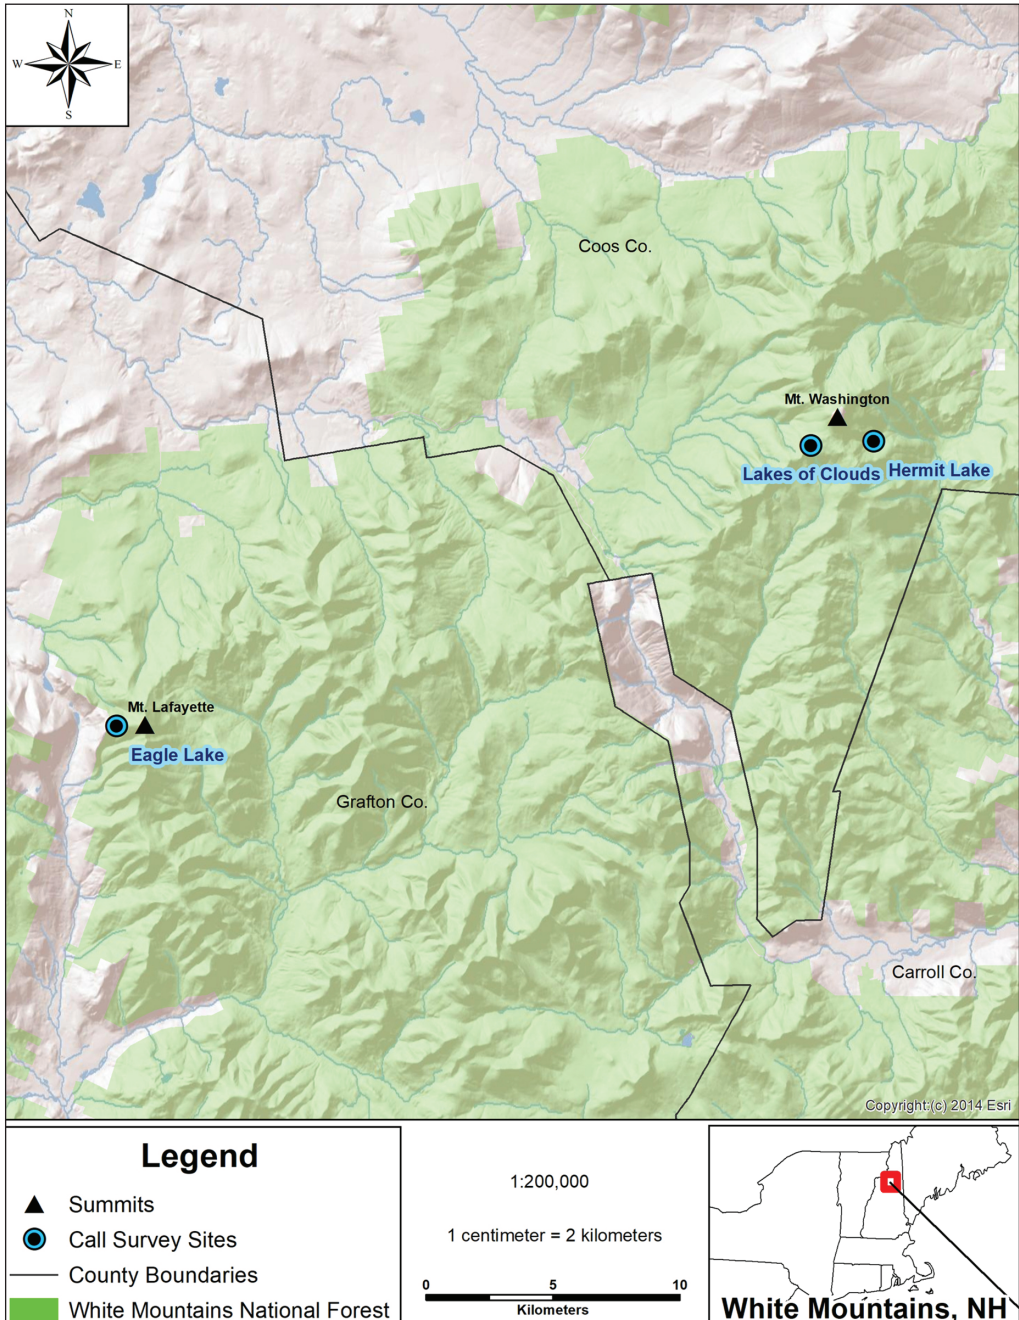 N
W E
S
Coos Co.
Mt. Washington
Lakes of Clouds
Hermit Lake
Mt. Lafayette
Eagle Lake
Grafton Co.
Carroll Co.
Copyright:(c) 2014 Esri
Legend
Summits
Call Survey Sites
County Boundaries
White Mountains National Forest
1:200,000
1 centimeter = 2 kilometers
0 5 10
Kilometers
White Mountains, NH